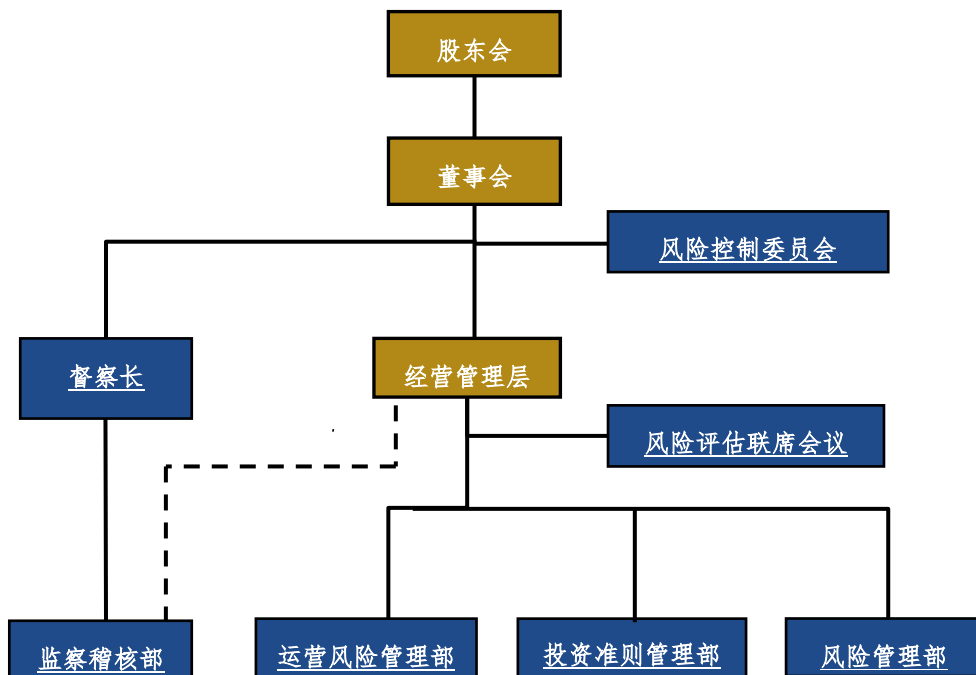 股东会
董事会
风险控制委员会
督察长
经营管理层
风险评估联席会议
监察稽核部
运营风险管理部
投资准则管理部
风险管理部